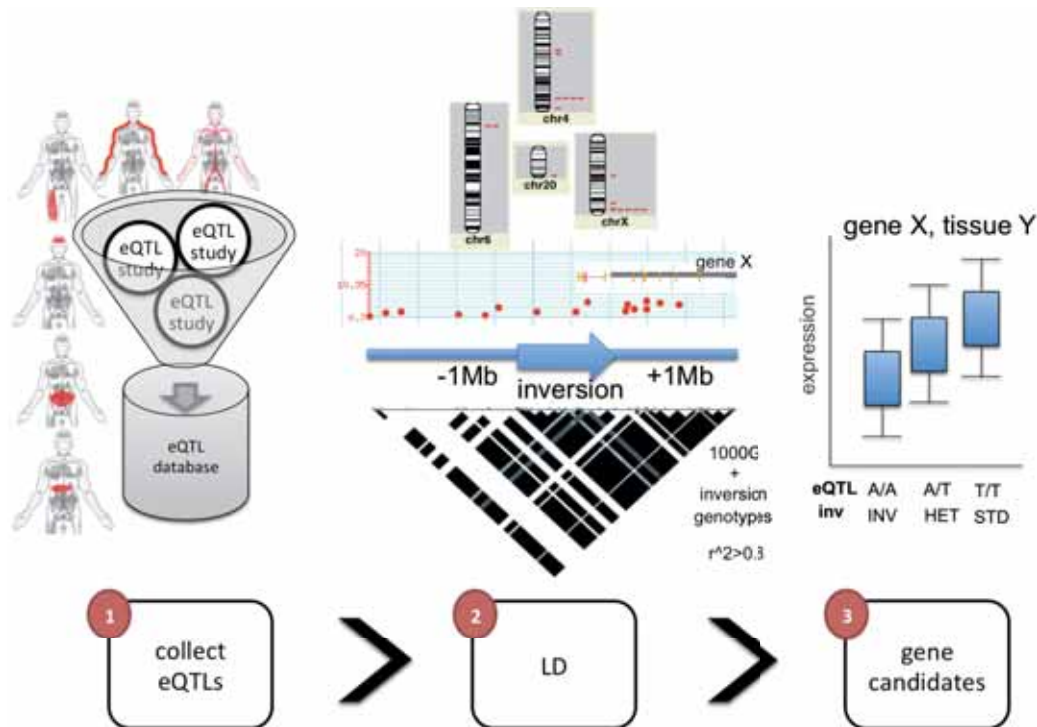 eQTL
study
eQTL
study
eQTL
study
eQTL
database
chr4
chr6
chr20
chrX
gene X
-1Mb
inversion
+1Mb
1000G
+
inversion
genotypes
r^2>0.8
gene X, tissue Y
expression
eQTL A/A A/T T/T
inv INV HET STD
1
collect
eQTLs
2
LD
3
gene
candidates